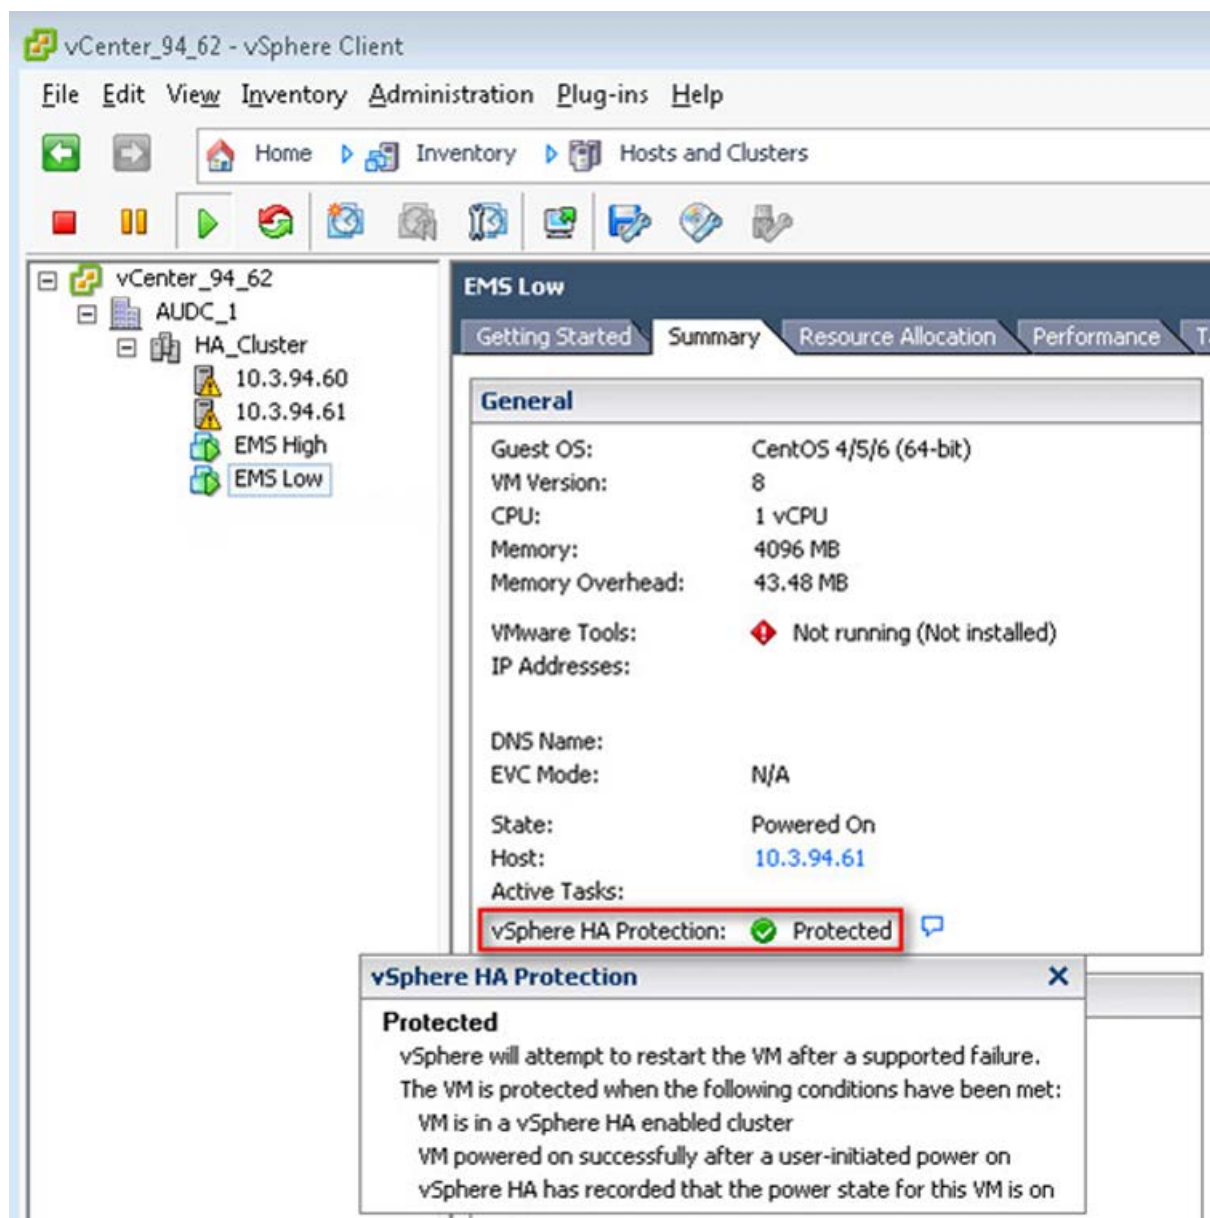 vCenter_94_62 - vSphere Client
File Edit View Inventory Administration Plug-ins Help
Home Inventory Hosts and Clusters
vCenter_94_62
AUDC_1
HA_Cluster
10.3.94.60
10.3.94.61
EMS High
EMS Low
EMS Low
Getting Started Summary Resource Allocation Performance
General
Guest OS: CentOS 4/5/6 (64-bit)
VM Version: 8
CPU: 1 vCPU
Memory: 4096 MB
Memory Overhead: 43.48 MB
VMware Tools: Not running (Not installed)
IP Addresses:
DNS Name:
EVC Mode: N/A
State: Powered On
Host: 10.3.94.61
Active Tasks:
vSphere HA Protection: Protected
vSphere HA Protection
Protected
vSphere will attempt to restart the VM after a supported failure.
The VM is protected when the following conditions have been met:
VM is in a vSphere HA enabled cluster
VM powered on successfully after a user-initiated power on
vSphere HA has recorded that the power state for this VM is on